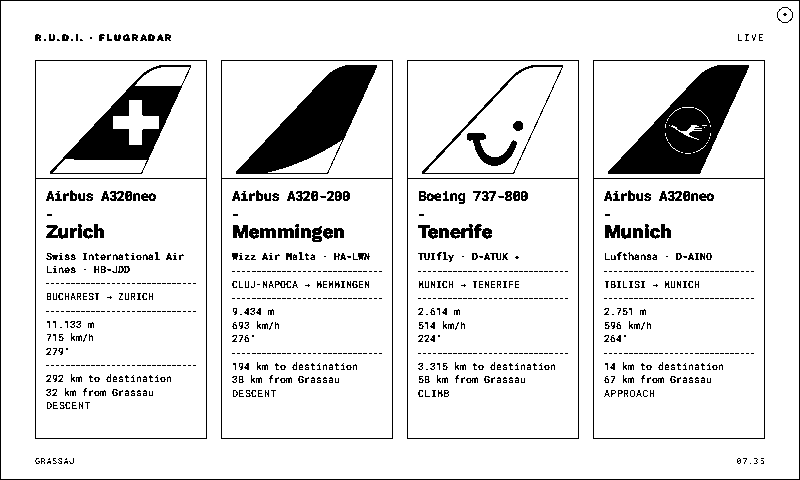 R.U.D.I. · FLUGRADAR
LIVE
Airbus A320neo
–
Zurich
Swiss International Air
Lines · HB-JDD
BUCHAREST → ZURICH
11.133 m
715 km/h
279°
292 km to destination
32 km from Grassau
DESCENT
Airbus A320-200
–
Memmingen
Wizz Air Malta · HA-LWN
CLUJ-NAPOCA → MEMMINGEN
9.434 m
693 km/h
276°
194 km to destination
38 km from Grassau
DESCENT
Boeing 737-800
–
Tenerife
TUIfly · D-ATUK ✦
MUNICH → TENERIFE
2.614 m
514 km/h
224°
3.315 km to destination
58 km from Grassau
CLIMB
Airbus A320neo
–
Munich
Lufthansa · D-AINO
TBILISI → MUNICH
2.751 m
596 km/h
264°
14 km to destination
67 km from Grassau
APPROACH
GRASSAU
07.35